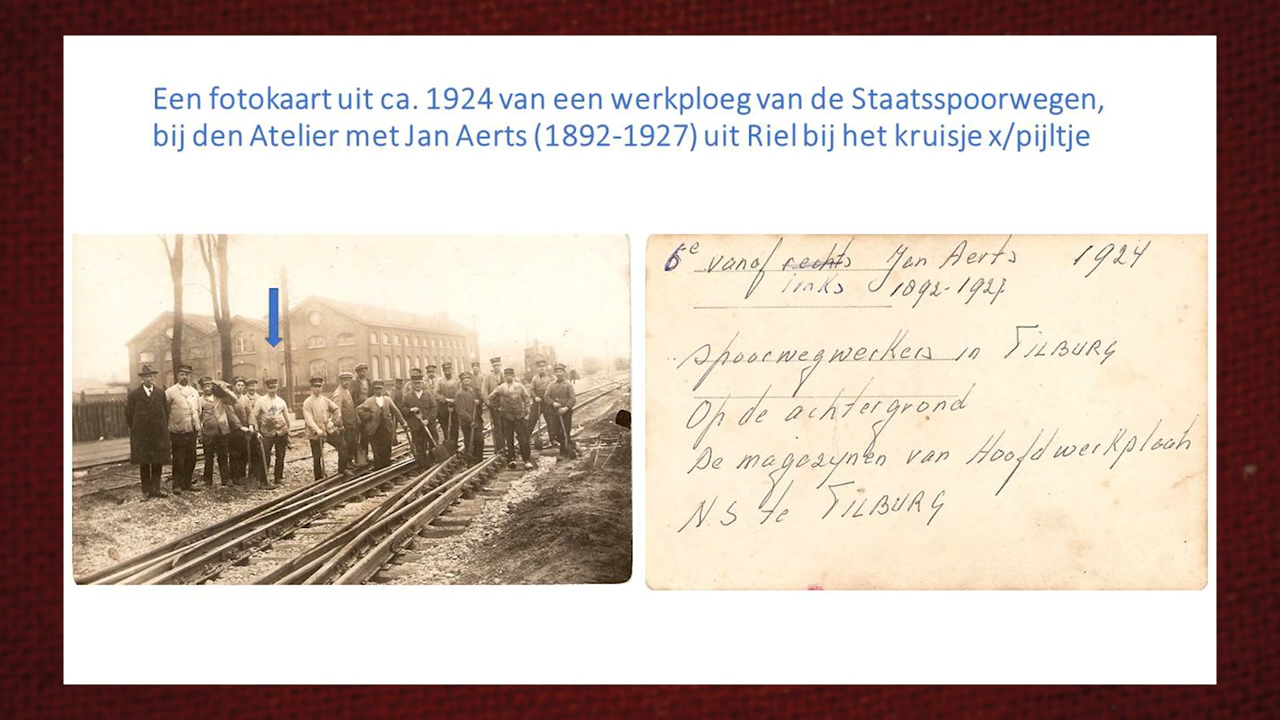 Een fotokaart uit ca. 1924 van een werkploeg van de Staatsspoorwegen,
bij den Atelier met Jan Aerts (1892-1927) uit Riel bij het kruisje x/pijltje
6e vanaf rechts Jan Aerts 1924
links 1892-1927
Spoorwegwerkers in TILBURG
Op de achtergrond
De magazynen van Hoofdwerkplaats
N.S te TILBURG